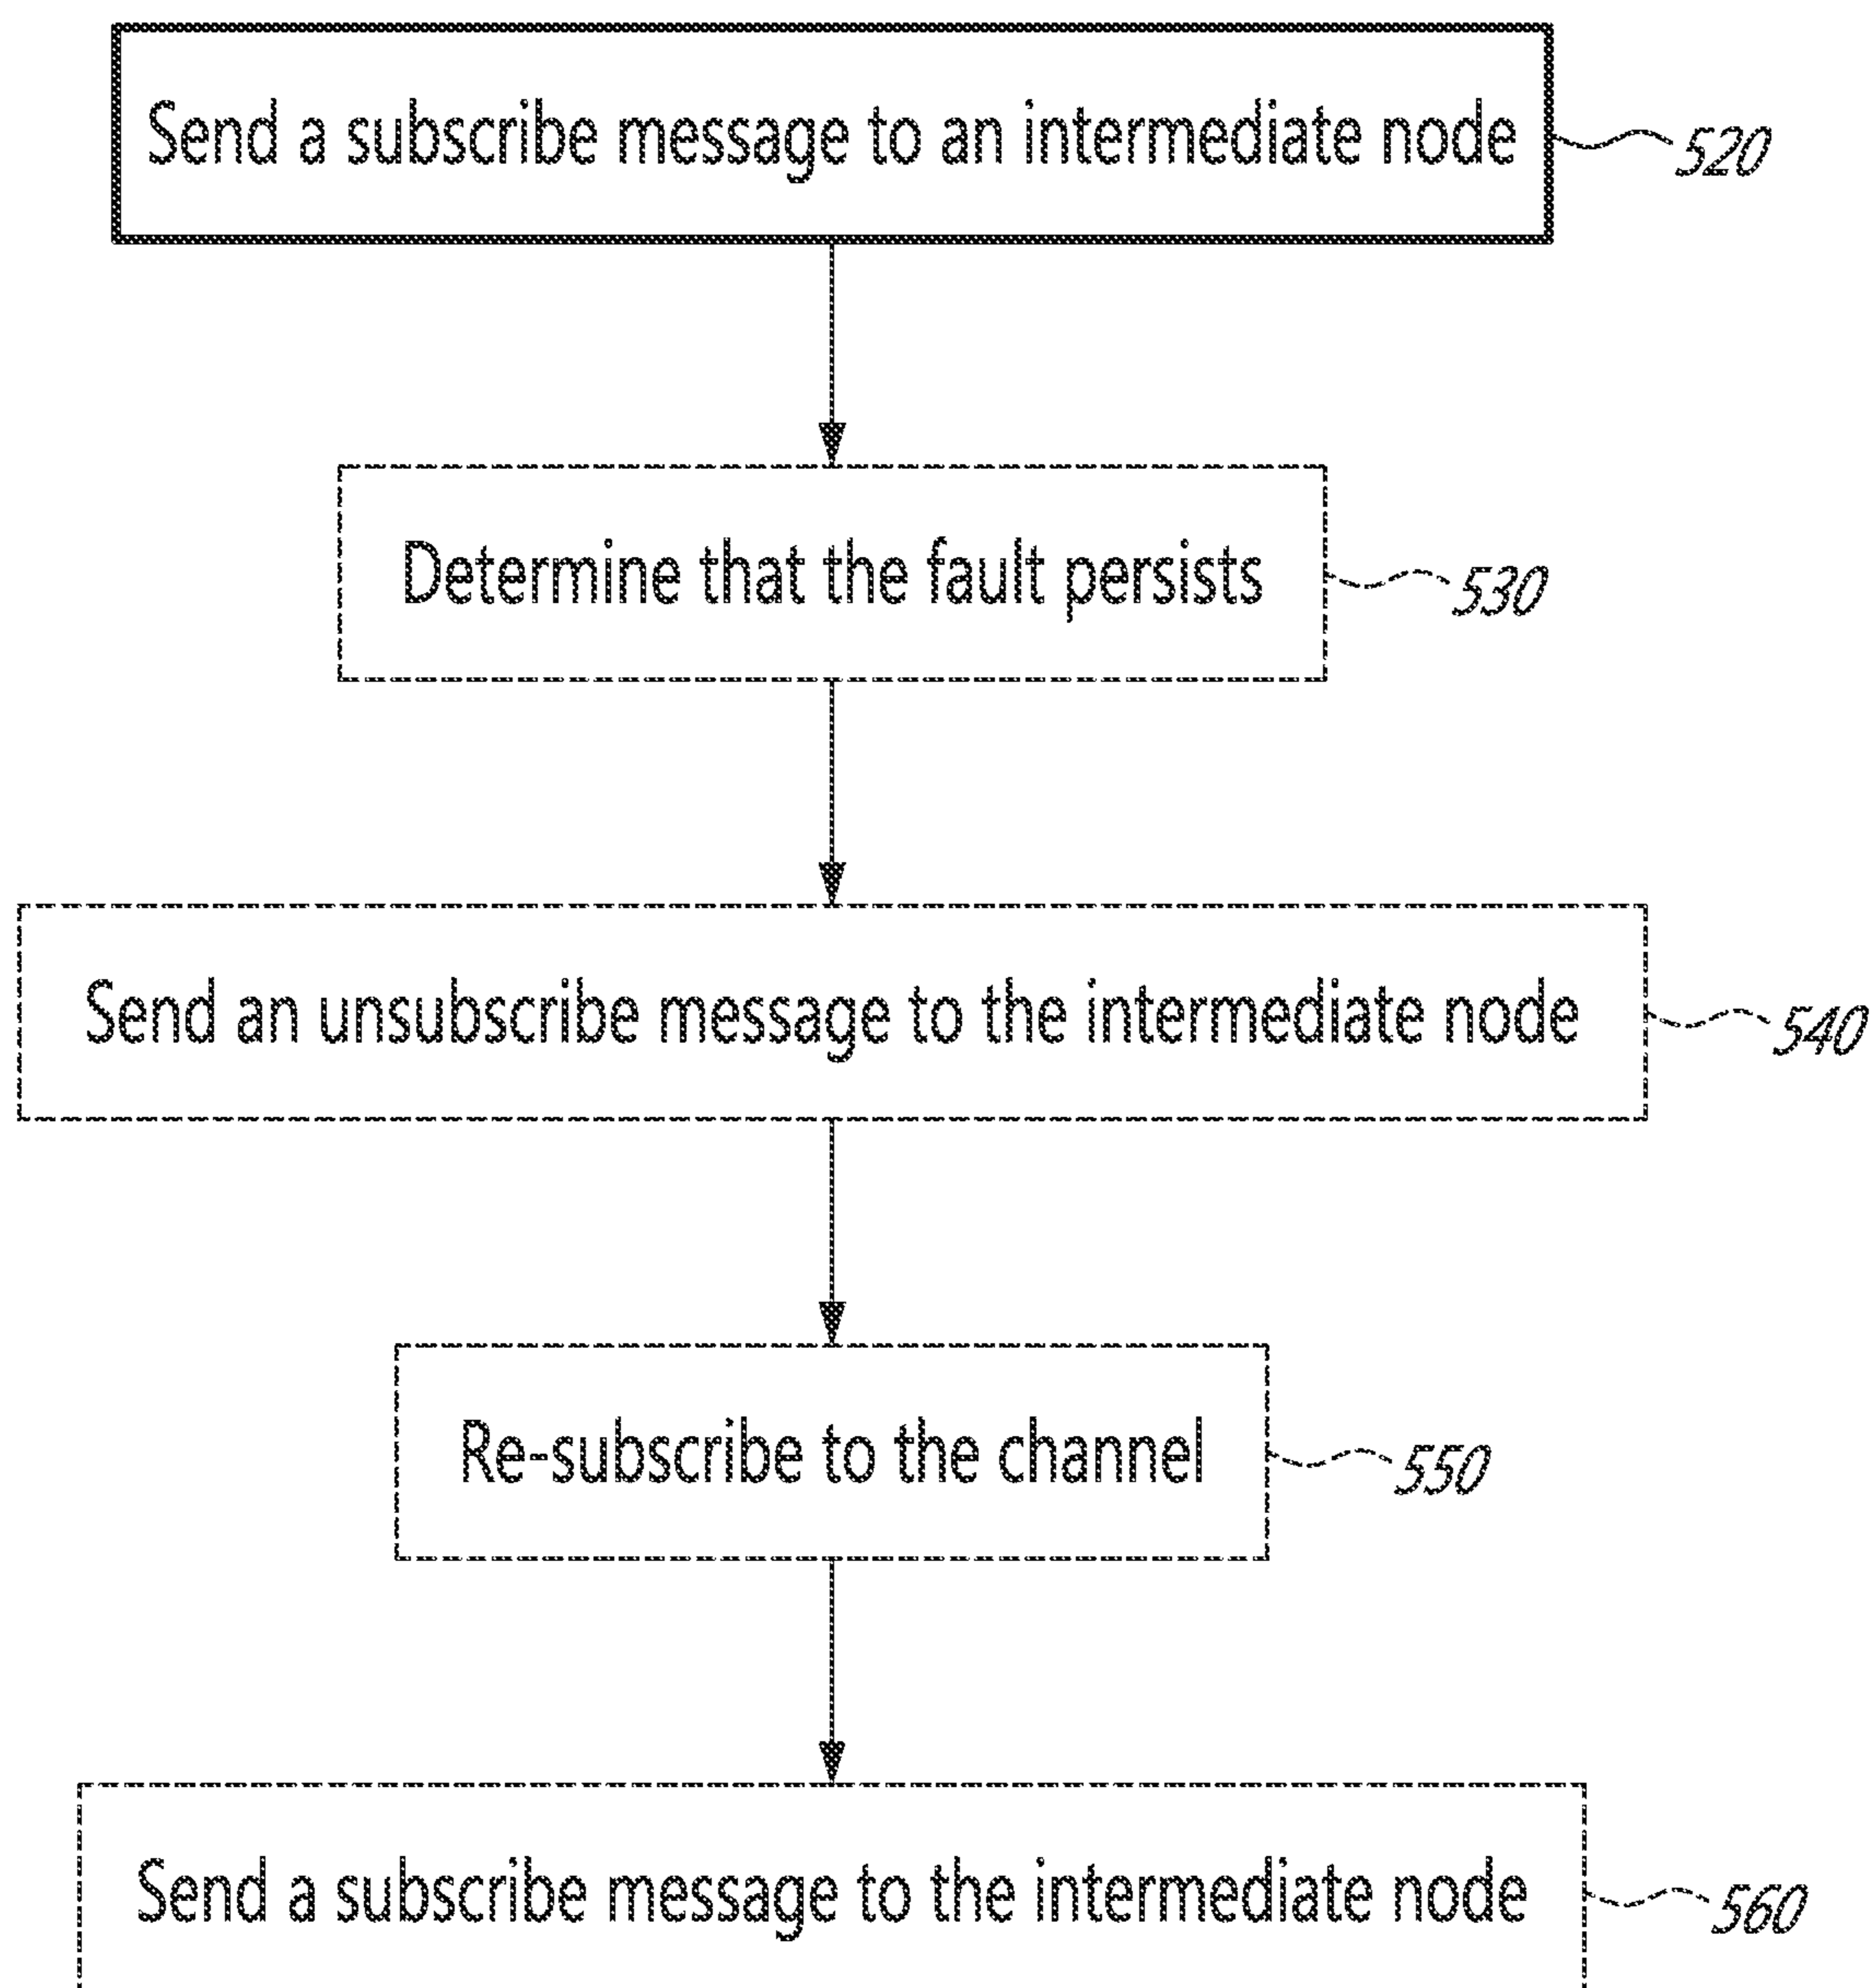 Send a subscribe message to an intermediate node
520
Determine that the fault persists
530
Send an unsubscribe message to the intermediate node
540
Re-subscribe to the channel
550
Send a subscribe message to the intermediate node
560